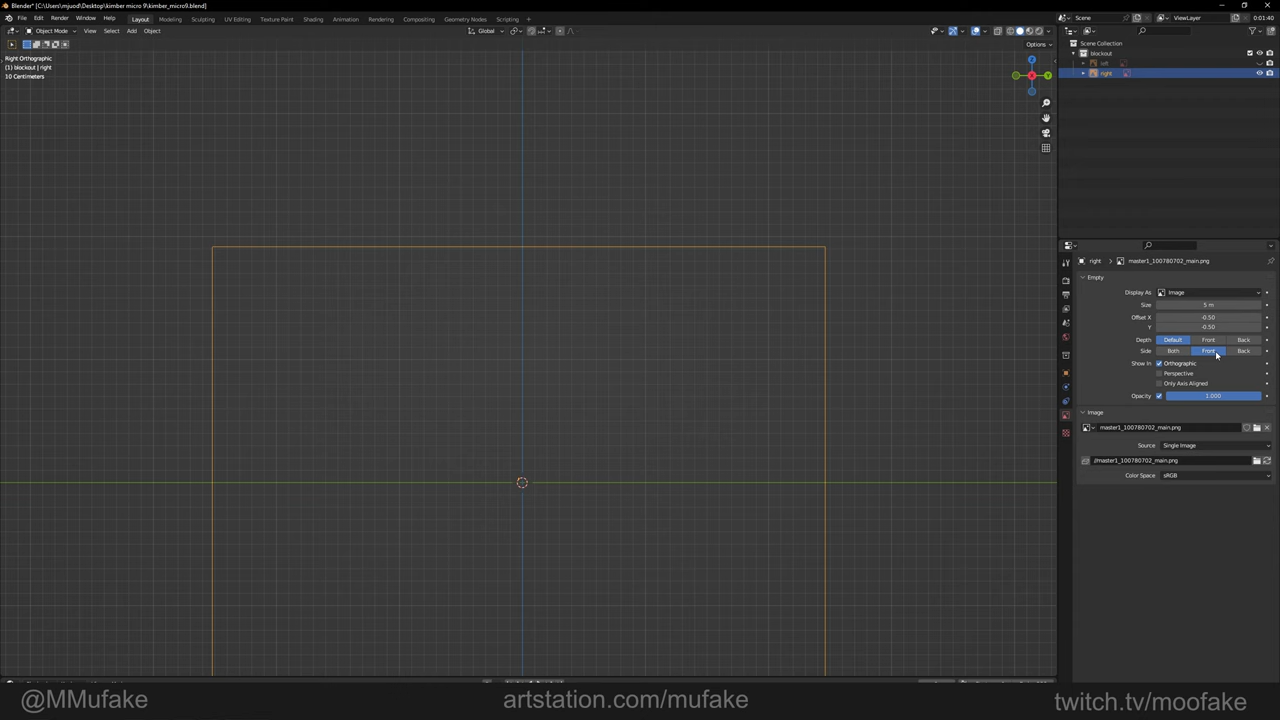 Blender* [C:\Users\mjuod\Desktop\kimber micro 9\kimber_micro9.blend]
File Edit Render Window Help Layout Modeling Sculpting UV Editing Texture Paint Shading Animation Rendering Compositing Geometry Nodes Scripting +
Scene ViewLayer 0:01:40
Object Mode View Select Add Object Global
Options
Right Orthographic
(1) blockout | right
10 Centimeters
Z
X
Y
Scene Collection
blockout
left
right
right > master1_100780702_main.png
Empty
Display As Image
Size 5 m
Offset X -0.50
Y -0.50
Depth Default Front Back
Side Both Front Back
Show In Orthographic
Perspective
Only Axis Aligned
Opacity 1.000
Image
master1_100780702_main.png
Source Single Image
//master1_100780702_main.png
Color Space sRGB
@MMufake artstation.com/mufake twitch.tv/moofake